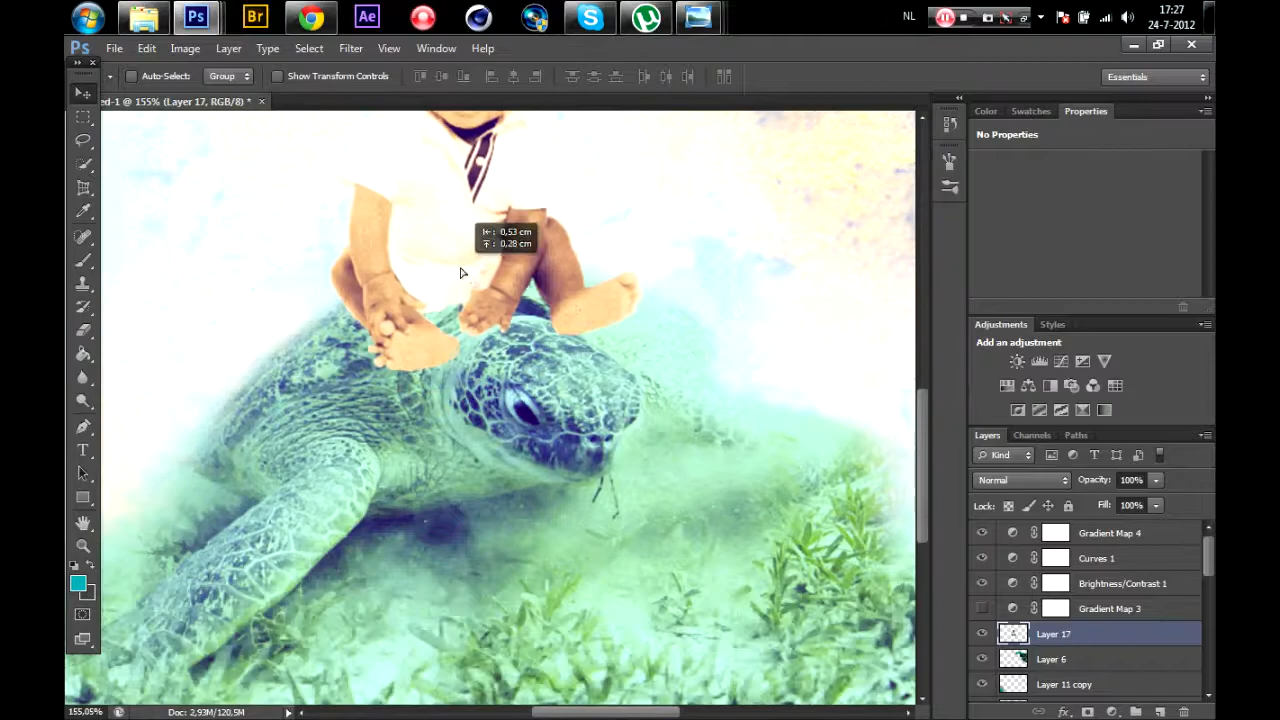 Ps
Br
Ae
NL
17:27
24-7-2012
Ps File Edit Image Layer Type Select Filter View Window Help
Auto-Select: Group Show Transform Controls Essentials
ed-1 @ 155% (Layer 17, RGB/8) *
Color Swatches Properties
No Properties
0,53 cm
0,28 cm
Adjustments Styles
Add an adjustment
Layers Channels Paths
Kind
Normal Opacity: 100%
Lock: Fill: 100%
Gradient Map 4
Curves 1
Brightness/Contrast 1
Gradient Map 3
Layer 17
Layer 6
Layer 11 copy
155,05% Doc: 2,93M/120,5M